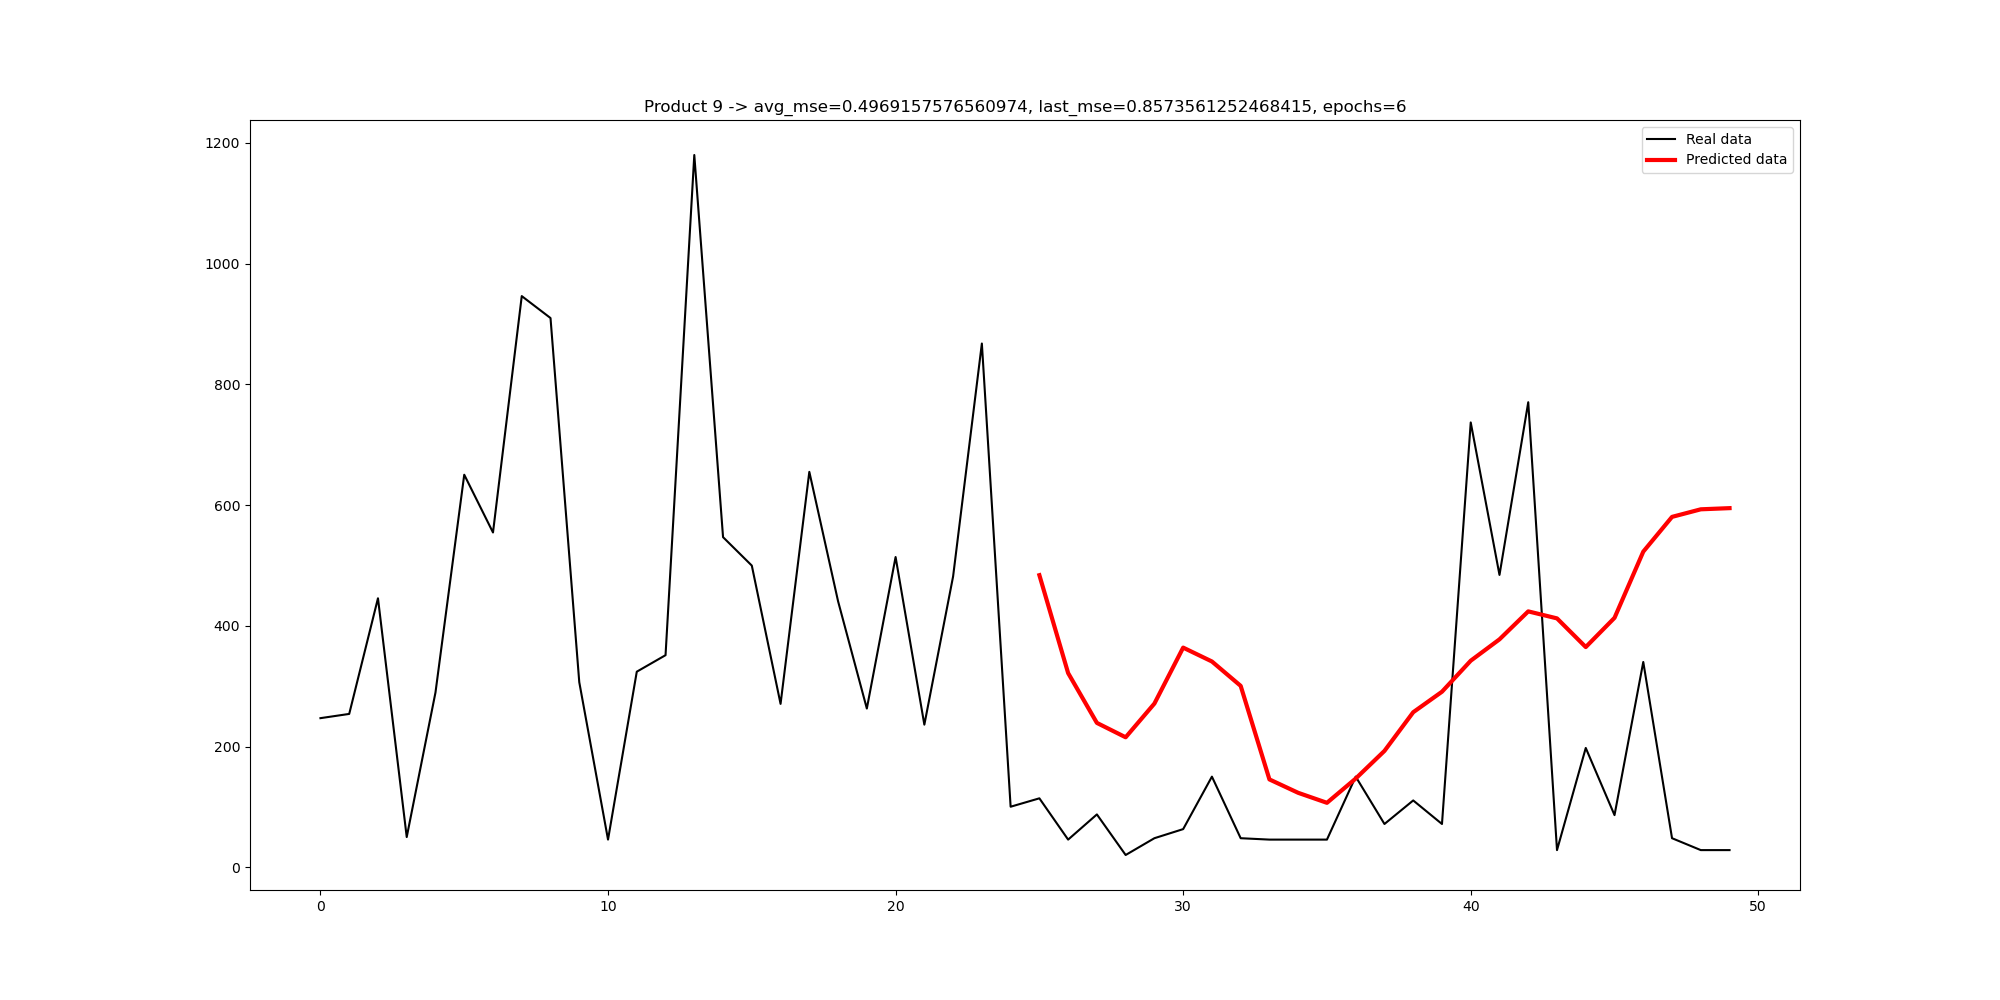 Product 9 -> avg_mse=0.4969157576560974, last_mse=0.8573561252468415, epochs=6
Real data
Predicted data
1200
1000
800
600
400
200
0
0 10 20 30 40 50